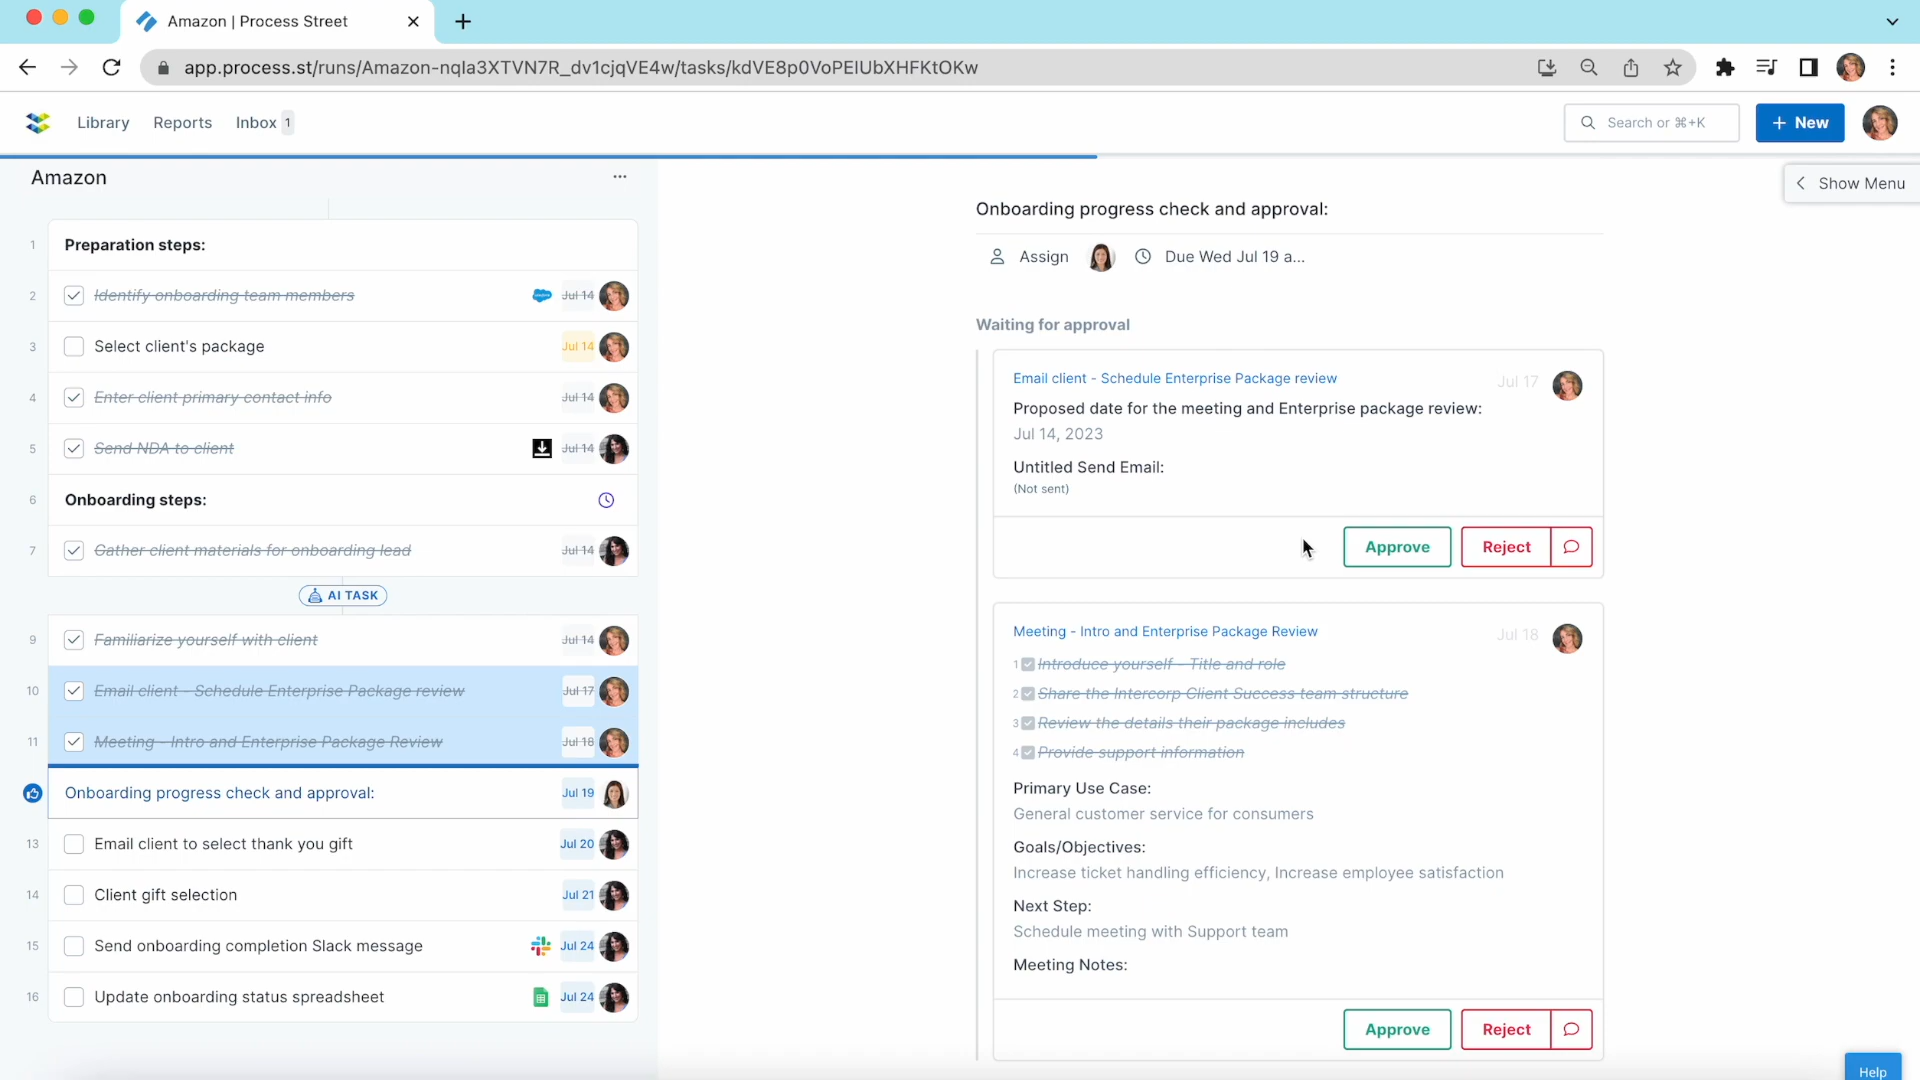 Amazon | Process Street
app.process.st/runs/Amazon-nqIa3XTVN7R_dv1cjqVE4w/tasks/kdVE8p0VoPEIUbXHFKtOKw
Library Reports Inbox 1
Search or ⌘+K
+ New
Amazon
...
Show Menu
1 Preparation steps:
2 Identify onboarding team members Jul 14
3 Select client's package Jul 14
4 Enter client primary contact info Jul 14
5 Send NDA to client Jul 14
6 Onboarding steps:
7 Gather client materials for onboarding lead Jul 14
AI TASK
9 Familiarize yourself with client Jul 14
10 Email client - Schedule Enterprise Package review Jul 17
11 Meeting - Intro and Enterprise Package Review Jul 18
Onboarding progress check and approval: Jul 19
13 Email client to select thank you gift Jul 20
14 Client gift selection Jul 21
15 Send onboarding completion Slack message Jul 24
16 Update onboarding status spreadsheet Jul 24
Onboarding progress check and approval:
Assign Due Wed Jul 19 a...
Waiting for approval
Email client - Schedule Enterprise Package review Jul 17
Proposed date for the meeting and Enterprise package review:
Jul 14, 2023
Untitled Send Email:
(Not sent)
Approve Reject
Meeting - Intro and Enterprise Package Review Jul 18
1 Introduce yourself - Title and role
2 Share the Intercorp Client Success team structure
3 Review the details their package includes
4 Provide support information
Primary Use Case:
General customer service for consumers
Goals/Objectives:
Increase ticket handling efficiency, Increase employee satisfaction
Next Step:
Schedule meeting with Support team
Meeting Notes:
Approve Reject
Help